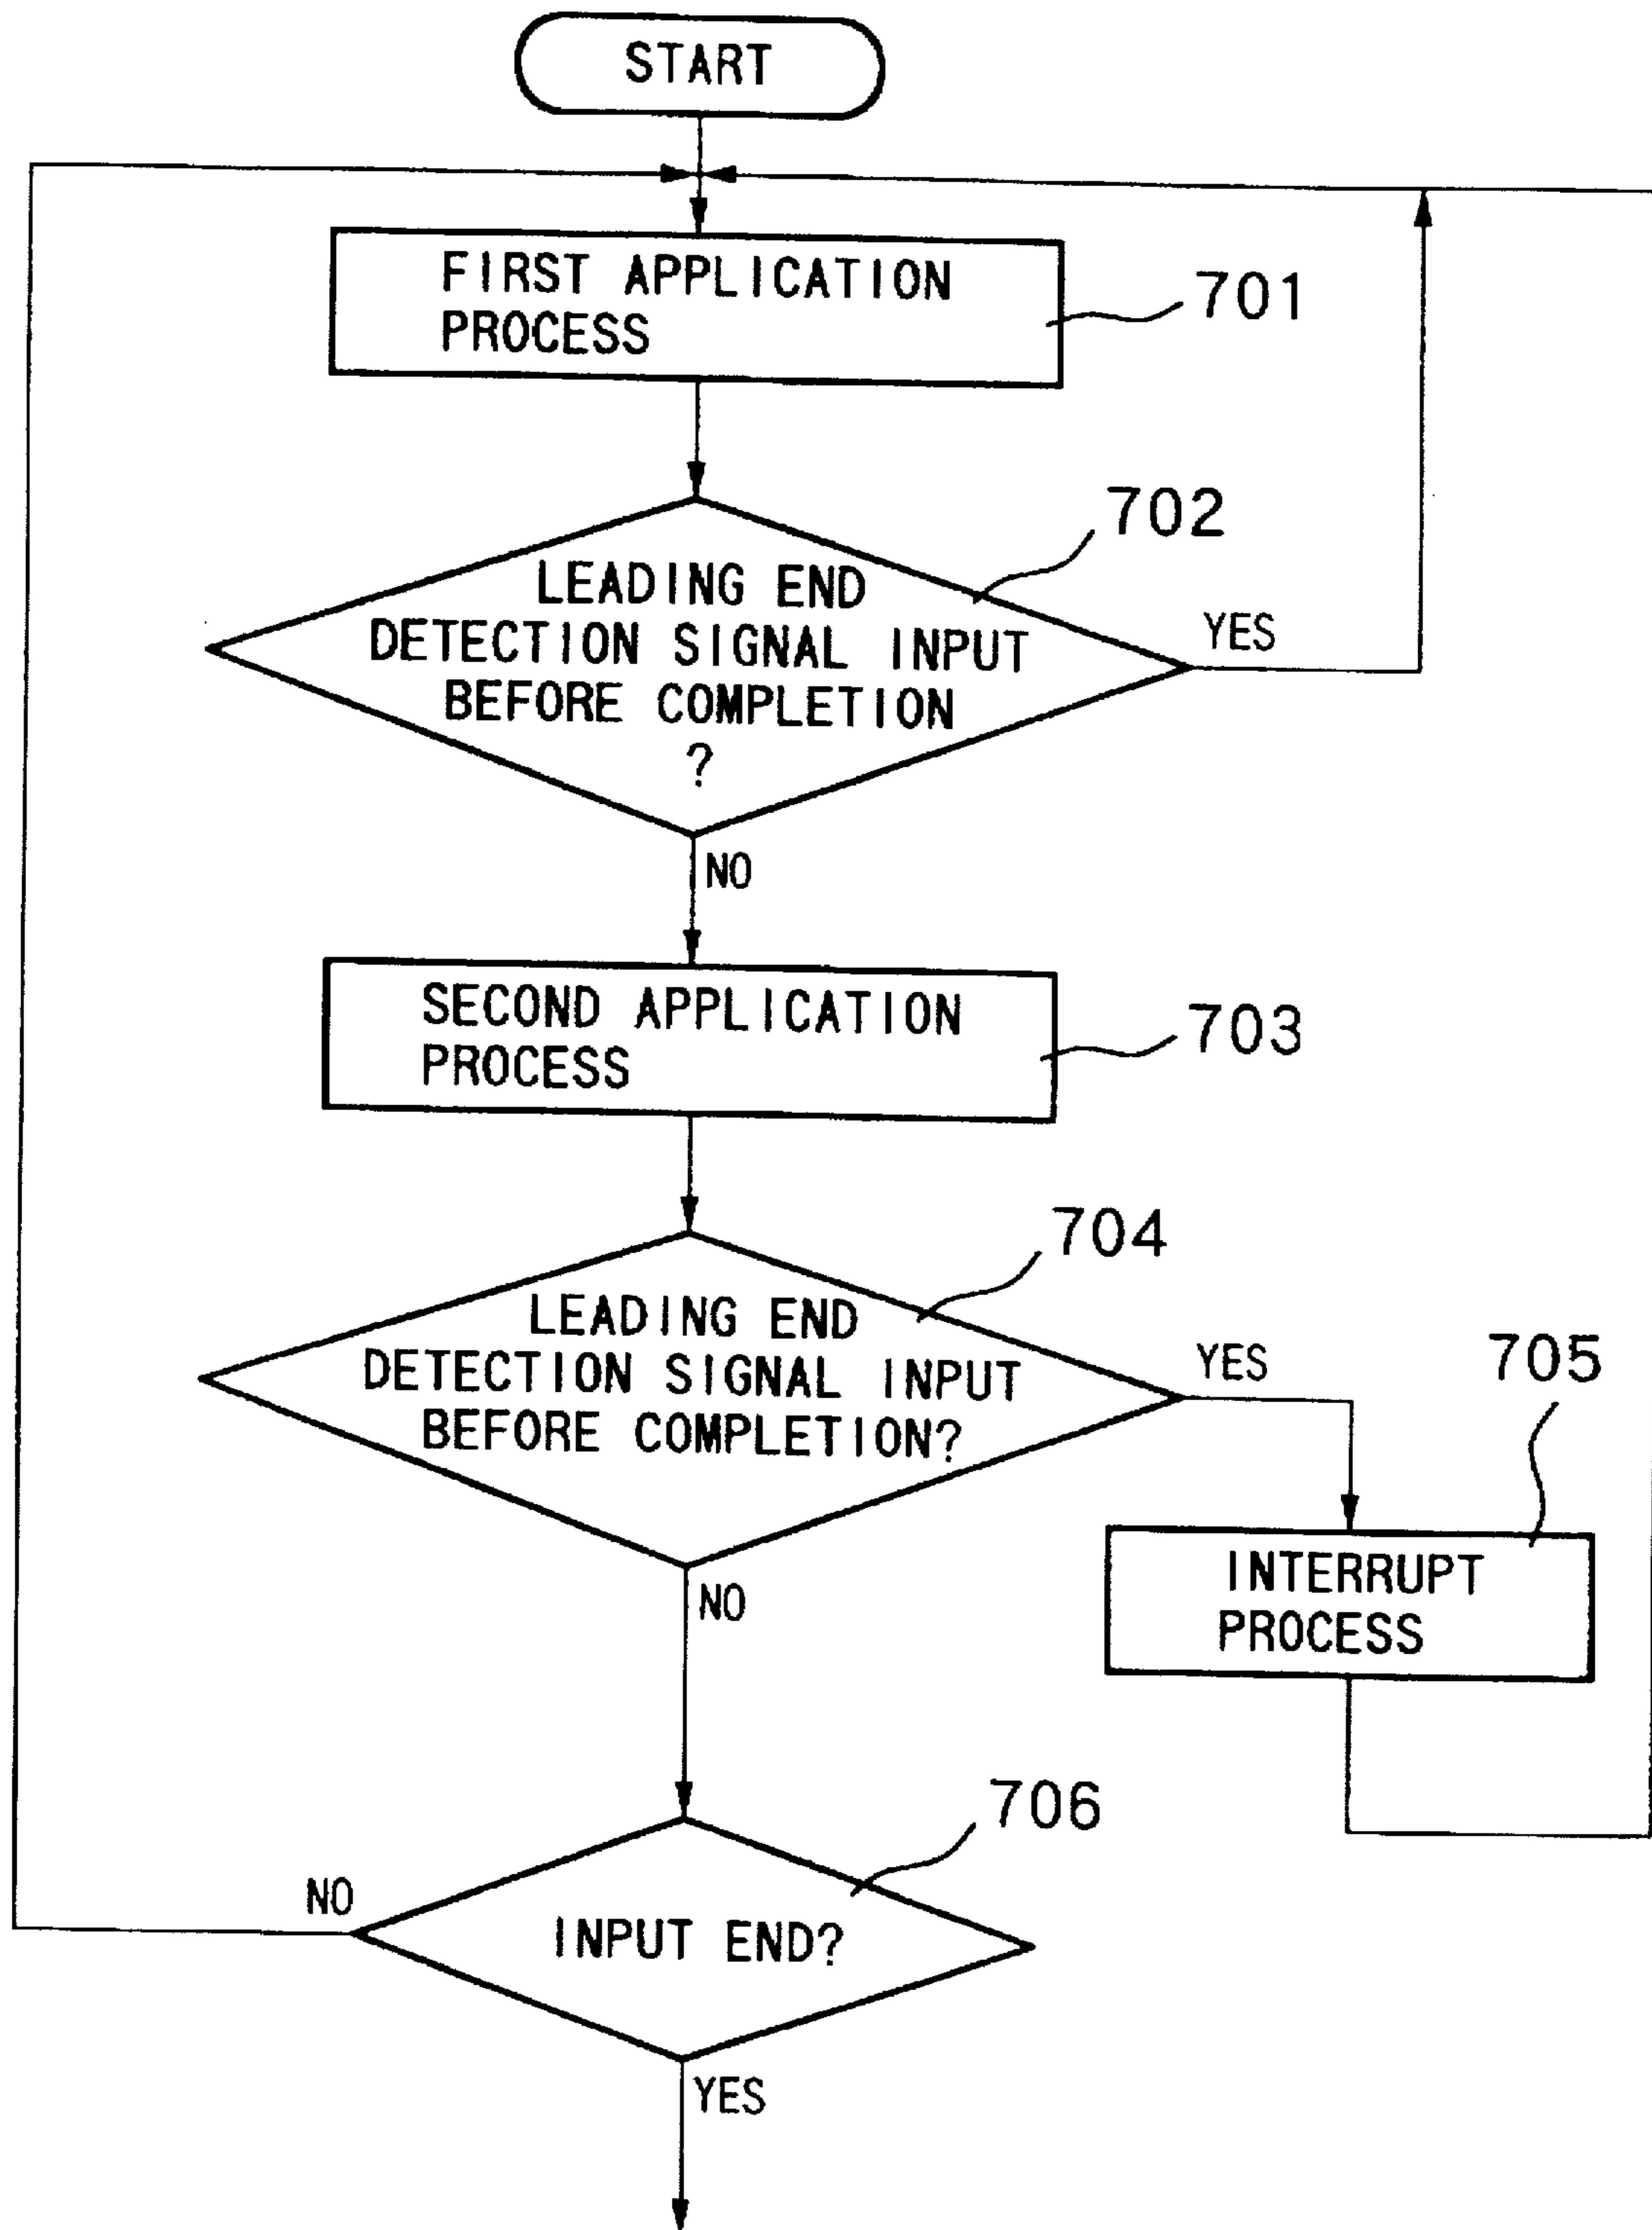 START
FIRST APPLICATION
PROCESS
701
702
LEADING END
DETECTION SIGNAL INPUT
BEFORE COMPLETION
?
YES
NO
SECOND APPLICATION
PROCESS
703
704
LEADING END
DETECTION SIGNAL INPUT
BEFORE COMPLETION?
YES
705
NO
INTERRUPT
PROCESS
706
NO
INPUT END?
YES